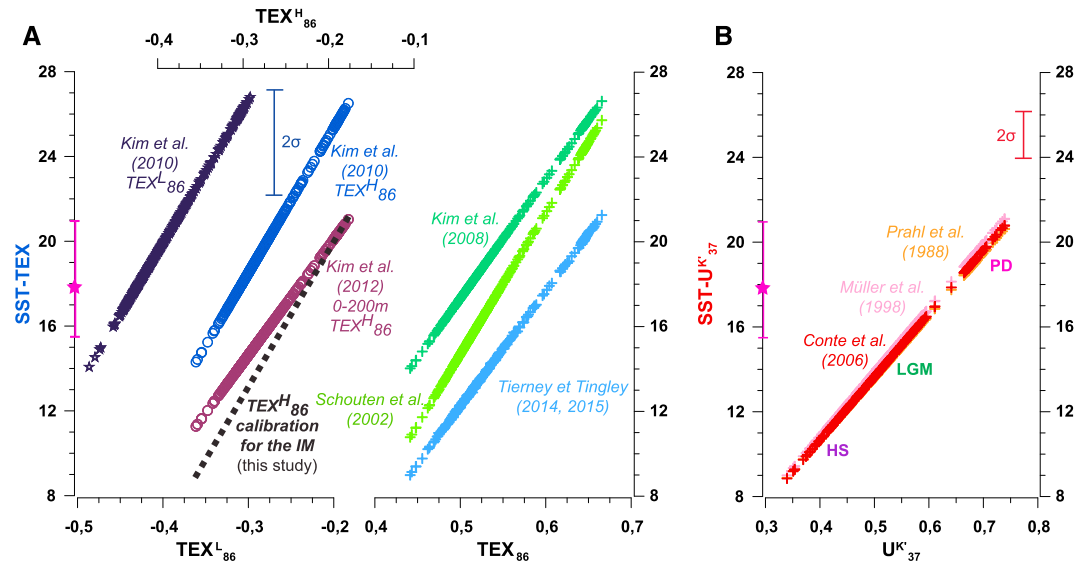 A
TEXᴴ₈₆
-0,4 -0,3 -0,2 -0,1
28
24
20
16
12
8
SST-TEX
Kim et al.
(2010)
TEXᴸ₈₆
2σ
Kim et al.
(2010)
TEXᴴ₈₆
Kim et al.
(2012)
0-200m
TEXᴴ₈₆
TEXᴴ₈₆
calibration
for the IM
(this study)
-0,5 -0,4 -0,3 -0,2
TEXᴸ₈₆
Kim et al.
(2008)
Schouten et al.
(2002)
Tierney et Tingley
(2014, 2015)
28
24
20
16
12
8
0,4 0,5 0,6 0,7
TEX₈₆
B
28
24
20
16
12
8
SST-Uᴷ'₃₇
2σ
Prahl et al.
(1988)
PD
Müller et al.
(1998)
Conte et al.
(2006)
LGM
HS
28
24
20
16
12
8
0,3 0,4 0,5 0,6 0,7 0,8
Uᴷ'₃₇